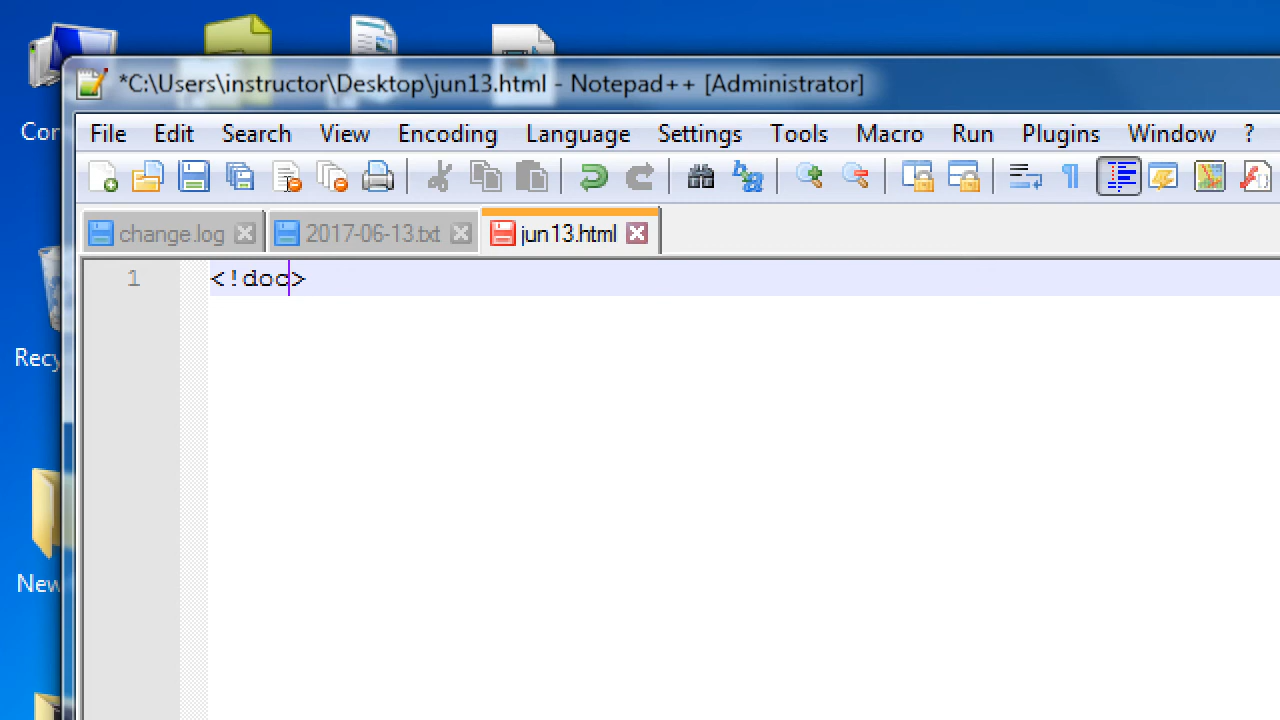 *C:\Users\instructor\Desktop\jun13.html - Notepad++ [Administrator]
File Edit Search View Encoding Language Settings Tools Macro Run Plugins Window ?
change.log 2017-06-13.txt jun13.html
1 <!doc>
New